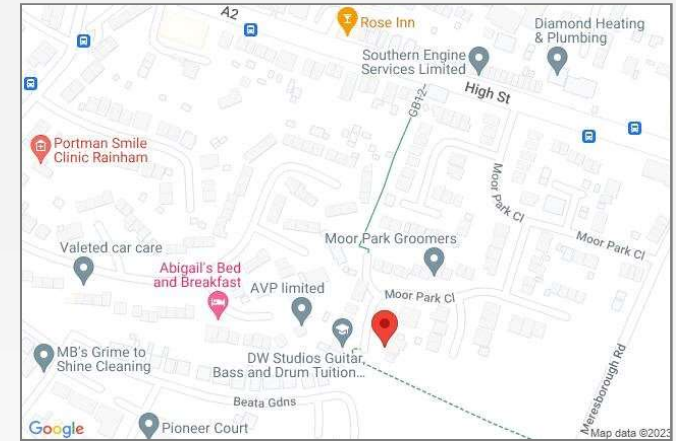 A2
Rose Inn
Diamond Heating
& Plumbing
Southern Engine
Services Limited
High St
GB12
Portman Smile
Clinic Rainham
Moor Park Cl
Moor Park Cl
Moor Park Groomers
Valeted car care
Abigail's Bed
and Breakfast
AVP limited
Moor Park Cl
MB's Grime to
Shine Cleaning
DW Studios Guitar,
Bass and Drum Tuition...
Meresborough Rd
Beata Gdns
Google
Pioneer Court
Map data ©2023